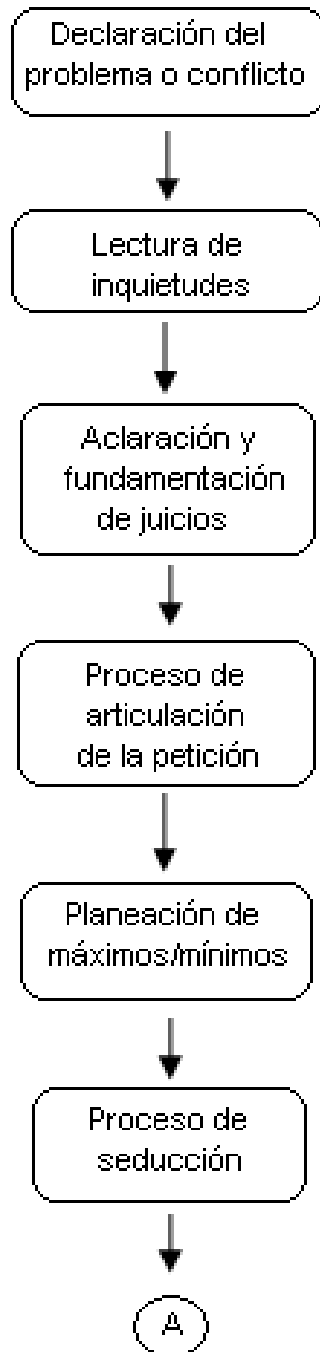 Declaración del
problema o conflicto
Lectura de
inquietudes
Aclaración y
fundamentación
de juicios
Proceso de
articulación
de la petición
Planeación de
máximos/mínimos
Proceso de
seducción
A